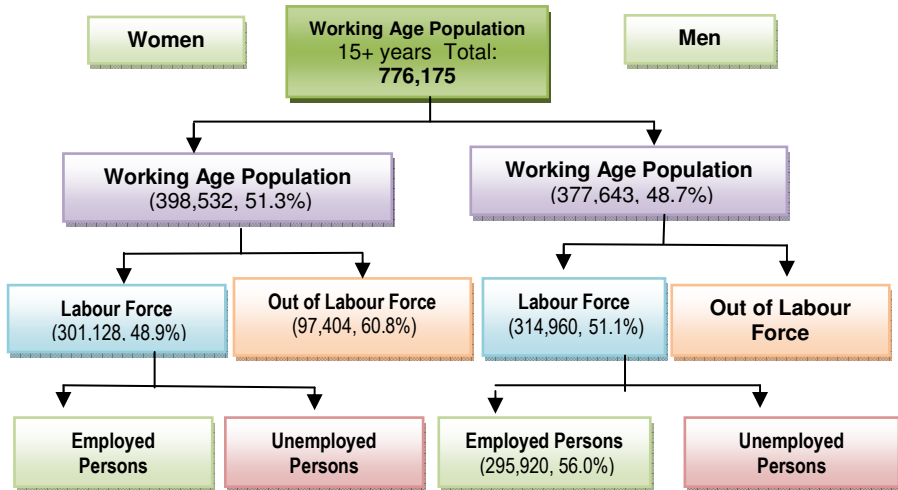 Women
Working Age Population
15+ years Total:
776,175
Men
Working Age Population
(398,532, 51.3%)
Working Age Population
(377,643, 48.7%)
Labour Force
(301,128, 48.9%)
Out of Labour Force
(97,404, 60.8%)
Labour Force
(314,960, 51.1%)
Out of Labour
Force
Employed
Persons
Unemployed
Persons
Employed Persons
(295,920, 56.0%)
Unemployed
Persons